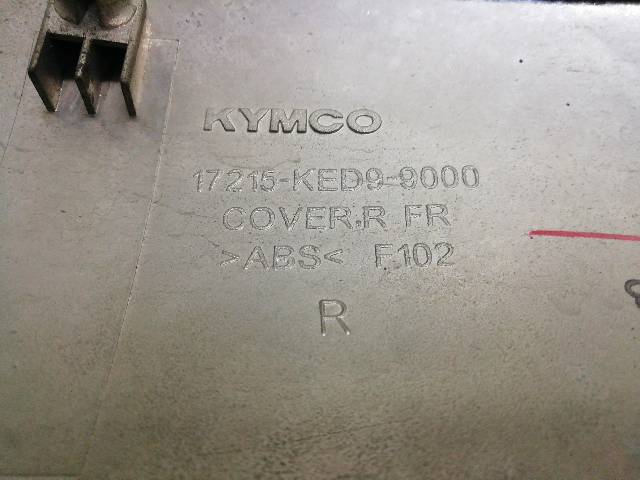 KYMCO
17215-KED9-9000
COVER.R FR
>ABS< F102
R